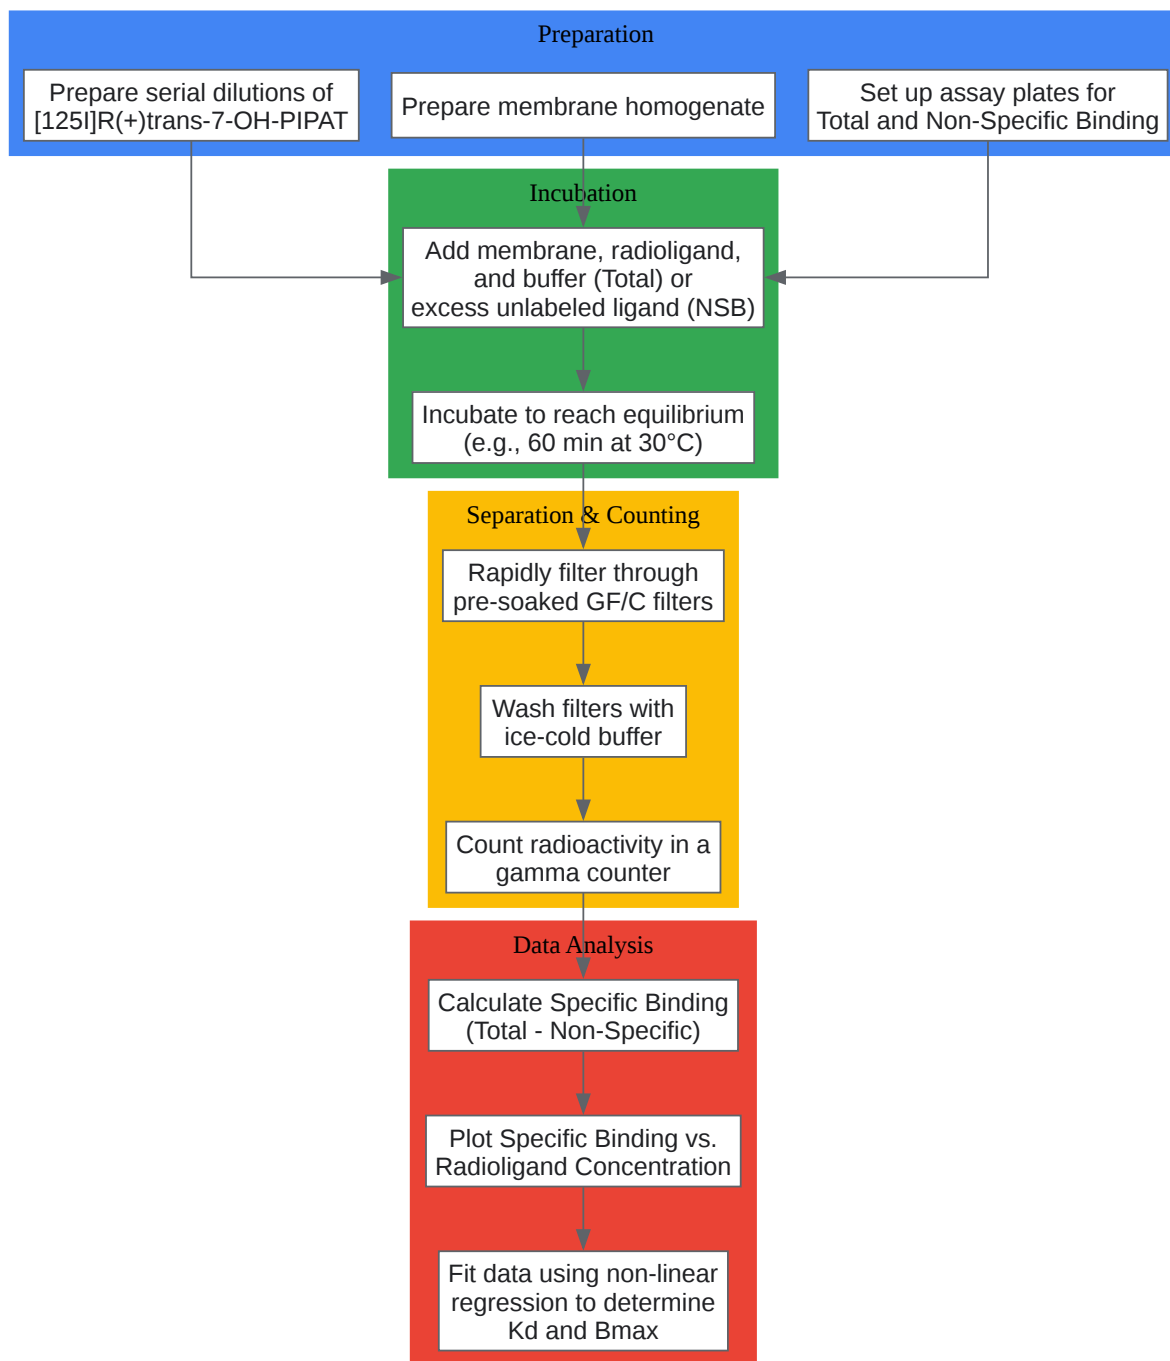 Preparation
Prepare serial dilutions of
[125I]R(+)trans-7-OH-PIPAT
Prepare membrane homogenate
Set up assay plates for
Total and Non-Specific Binding
Incubation
Add membrane, radioligand,
and buffer (Total) or
excess unlabeled ligand (NSB)
Incubate to reach equilibrium
(e.g., 60 min at 30°C)
Separation & Counting
Rapidly filter through
pre-soaked GF/C filters
Wash filters with
ice-cold buffer
Count radioactivity in a
gamma counter
Data Analysis
Calculate Specific Binding
(Total - Non-Specific)
Plot Specific Binding vs.
Radioligand Concentration
Fit data using non-linear
regression to determine
Kd and Bmax